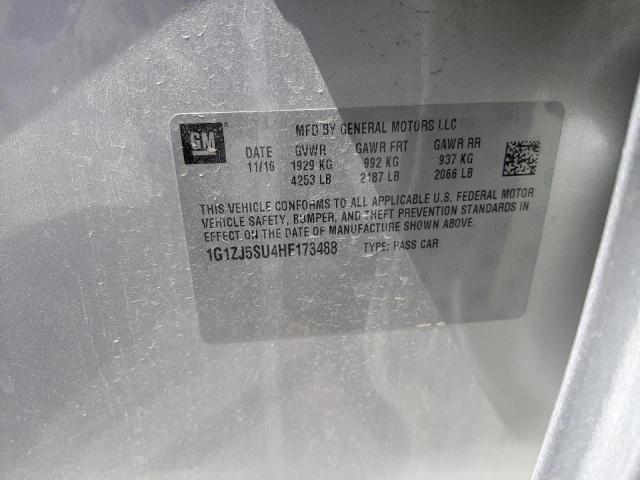 GM
MFD BY GENERAL MOTORS LLC
DATE GVWR GAWR FRT GAWR RR
11/16 1929 KG 992 KG 937 KG
4253 LB 2187 LB 2066 LB
THIS VEHICLE CONFORMS TO ALL APPLICABLE U.S. FEDERAL MOTOR
VEHICLE SAFETY, BUMPER, AND THEFT PREVENTION STANDARDS IN
EFFECT ON THE DATE OF MANUFACTURE SHOWN ABOVE.
1G1ZJ5SU4HF173488 TYPE: PASS CAR